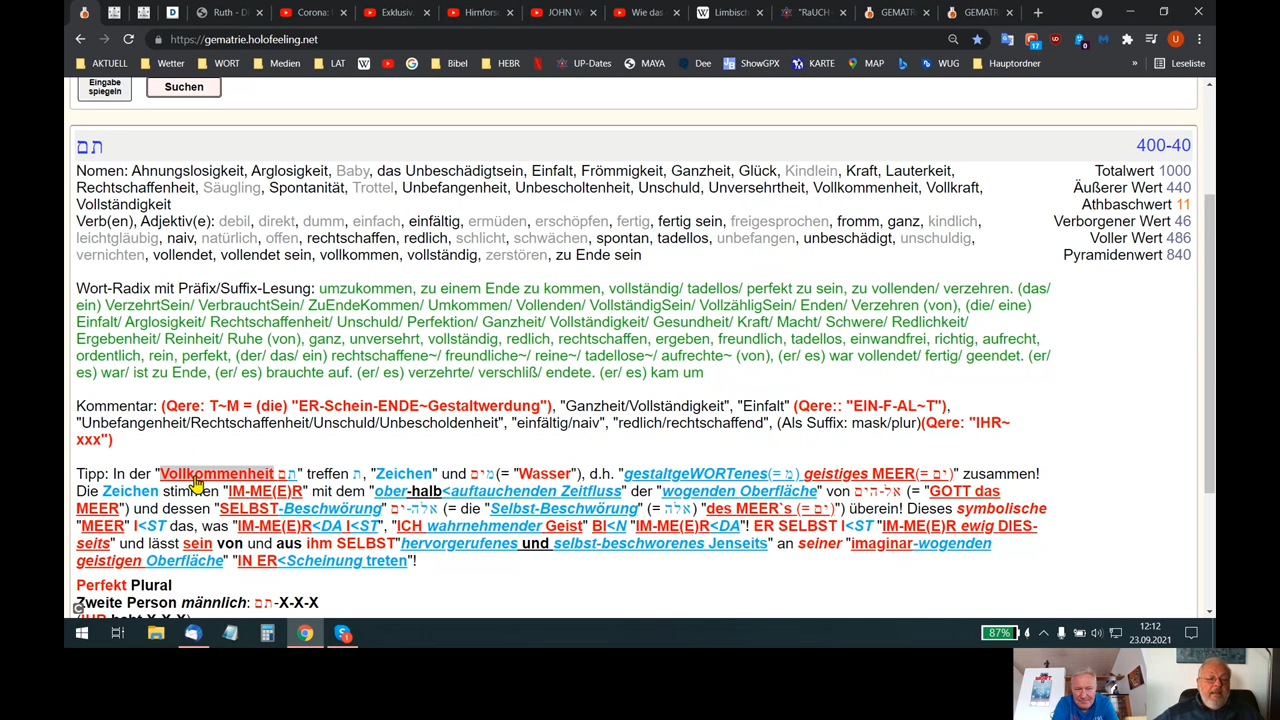 Ruth - Di
Corona:
Exklusiv.
Hirnforsc
JOHN W
Wie das
Limbisch
"RaUCH-
GEMATR
GEMATR
https://gematrie.holofeeling.net
17
0
U
AKTUELL Wetter WORT Medien LAT Bibel HEBR UP-Dates MAYA Dee ShowGPX KARTE MAP WUG Hauptordner » Leseliste
Eingabe
spiegeln
Suchen
תם 400-40
Nomen: Ahnungslosigkeit, Arglosigkeit, Baby, das Unbeschädigtsein, Einfalt, Frömmigkeit, Ganzheit, Glück, Kindlein, Kraft, Lauterkeit, Totalwert 1000
Rechtschaffenheit, Säugling, Spontanität, Trottel, Unbefangenheit, Unbescholtenheit, Unschuld, Unversehrtheit, Vollkommenheit, Vollkraft, Äußerer Wert 440
Vollständigkeit Athbaschwert 11
Verb(en), Adjektiv(e): debil, direkt, dumm, einfach, einfältig, ermüden, erschöpfen, fertig, fertig sein, freigesprochen, fromm, ganz, kindlich, Verborgener Wert 46
leichtgläubig, naiv, natürlich, offen, rechtschaffen, redlich, schlicht, schwächen, spontan, tadellos, unbefangen, unbeschädigt, unschuldig, Voller Wert 486
vernichten, vollendet, vollendet sein, vollkommen, vollständig, zerstören, zu Ende sein Pyramidenwert 840
Wort-Radix mit Präfix/Suffix-Lesung: umzukommen, zu einem Ende zu kommen, vollständig/ tadellos/ perfekt zu sein, zu vollenden/ verzehren. (das/
ein) VerzehrtSein/ VerbrauchtSein/ ZuEndeKommen/ Umkommen/ Vollenden/ VollständigSein/ VollzähligSein/ Enden/ Verzehren (von), (die/ eine)
Einfalt/ Arglosigkeit/ Rechtschaffenheit/ Unschuld/ Perfektion/ Ganzheit/ Vollständigkeit/ Gesundheit/ Kraft/ Macht/ Schwere/ Redlichkeit/
Ergebenheit/ Reinheit/ Ruhe (von), ganz, unversehrt, vollständig, redlich, rechtschaffen, ergeben, freundlich, tadellos, einwandfrei, richtig, aufrecht,
ordentlich, rein, perfekt, (der/ das/ ein) rechtschaffene~/ freundliche~/ reine~/ tadellose~/ aufrechte~ (von), (er/ es) war vollendet/ fertig/ geendet. (er/
es) war/ ist zu Ende, (er/ es) brauchte auf. (er/ es) verzehrte/ verschliß/ endete. (er/ es) kam um
Kommentar: (Qere: T~M = (die) "ER-Schein-ENDE~Gestaltwerdung"), "Ganzheit/Vollständigkeit", "Einfalt" (Qere:: "EIN-F-AL~T"),
"Unbefangenheit/Rechtschaffenheit/Unschuld/Unbescholdenheit", "einfältig/naiv", "redlich/rechtschaffend", (Als Suffix: mask/plur)(Qere: "IHR~
xxx")
Tipp: In der "Vollkommenheit תם" treffen ת, "Zeichen" und מים(= "Wasser"), d.h. "gestaltgeWORTenes(= מ) geistiges MEER(= ים)" zusammen!
Die Zeichen stimmen "IM-ME(E)R" mit dem "ober-halb<auftauchenden Zeitfluss" der "wogenden Oberfläche" von אל-הים (= "GOTT das
MEER") und dessen "SELBST-Beschwörung" אלה-ים (= die "Selbst-Beschwörung" (= אלה) "des MEER`s (= ים)") überein! Dieses symbolische
"MEER" I<ST das, was "IM-ME(E)R<DA I<ST", "ICH wahrnehmender Geist" BI<N "IM-ME(E)R<DA"! ER SELBST I<ST "IM-ME(E)R ewig DIES-
seits" und lässt sein von und aus ihm SELBST"hervorgerufenes und selbst-beschworenes Jenseits" an seiner "imaginar-wogenden
geistigen Oberfläche" "IN ER<Scheinung treten"!
Perfekt Plural
Zweite Person männlich: תם-X-X-X
87% 12:12
23.09.2021